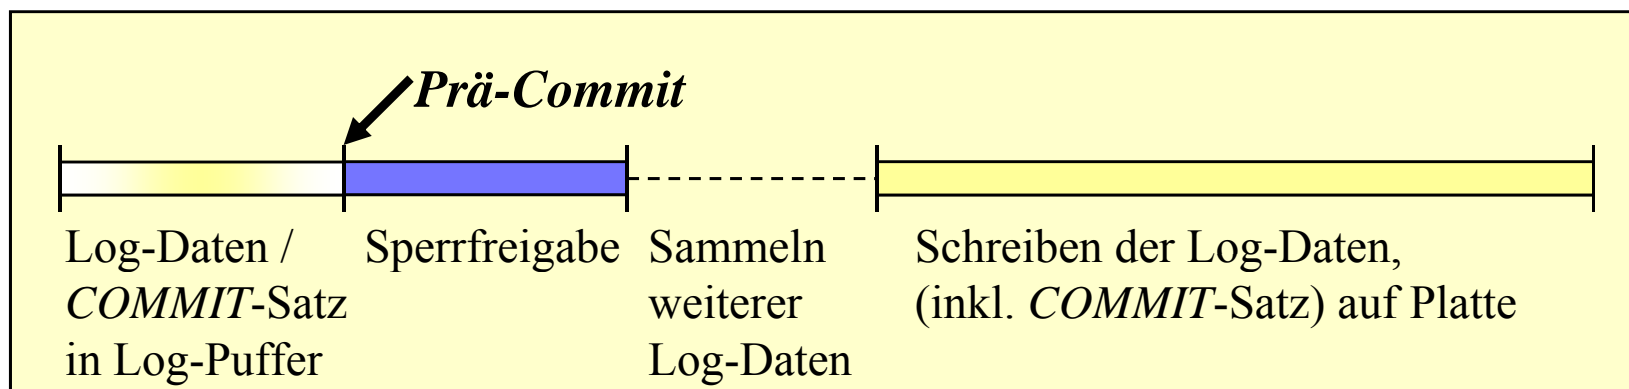 Prä-Commit
Log-Daten /
COMMIT-Satz
in Log-Puffer
Sperrfreigabe
Sammeln
weiterer
Log-Daten
Schreiben der Log-Daten,
(inkl. COMMIT-Satz) auf Platte